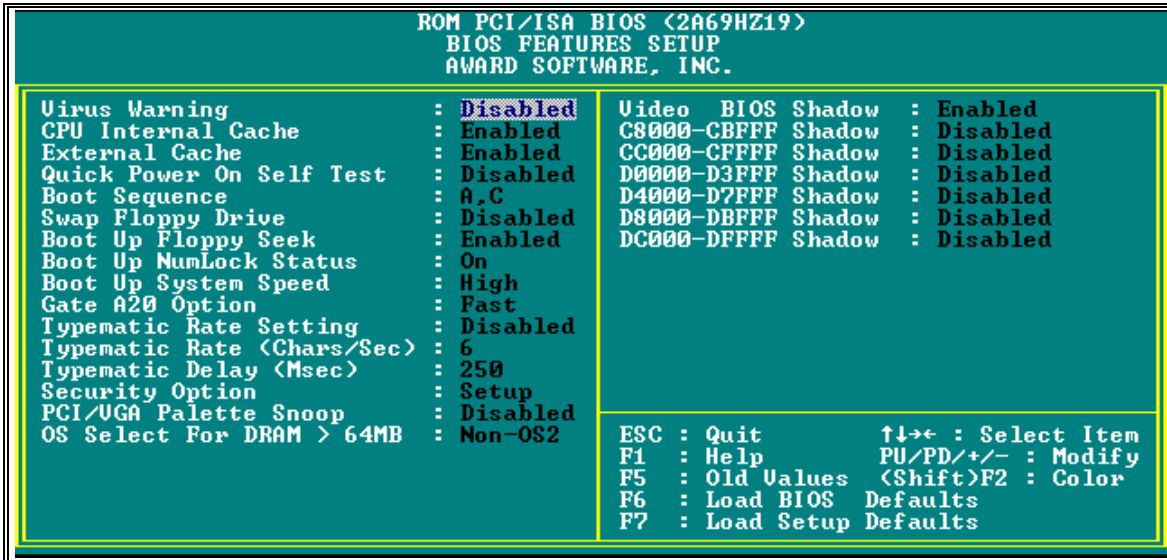 ROM PCI/ISA BIOS (2A69HZ19)
BIOS FEATURES SETUP
AWARD SOFTWARE, INC.
Virus Warning : Disabled
CPU Internal Cache : Enabled
External Cache : Enabled
Quick Power On Self Test : Disabled
Boot Sequence : A,C
Swap Floppy Drive : Disabled
Boot Up Floppy Seek : Enabled
Boot Up NumLock Status : On
Boot Up System Speed : High
Gate A20 Option : Fast
Typematic Rate Setting : Disabled
Typematic Rate (Chars/Sec) : 6
Typematic Delay (Msec) : 250
Security Option : Setup
PCI/VGA Palette Snoop : Disabled
OS Select For DRAM > 64MB : Non-OS2
Video BIOS Shadow : Enabled
C8000-CBFFF Shadow : Disabled
CC000-CFFFF Shadow : Disabled
D0000-D3FFF Shadow : Disabled
D4000-D7FFF Shadow : Disabled
D8000-DBFFF Shadow : Disabled
DC000-DFFFF Shadow : Disabled
ESC : Quit ↑↓→← : Select Item
F1 : Help PU/PD/+/- : Modify
F5 : Old Values (Shift)F2 : Color
F6 : Load BIOS Defaults
F7 : Load Setup Defaults